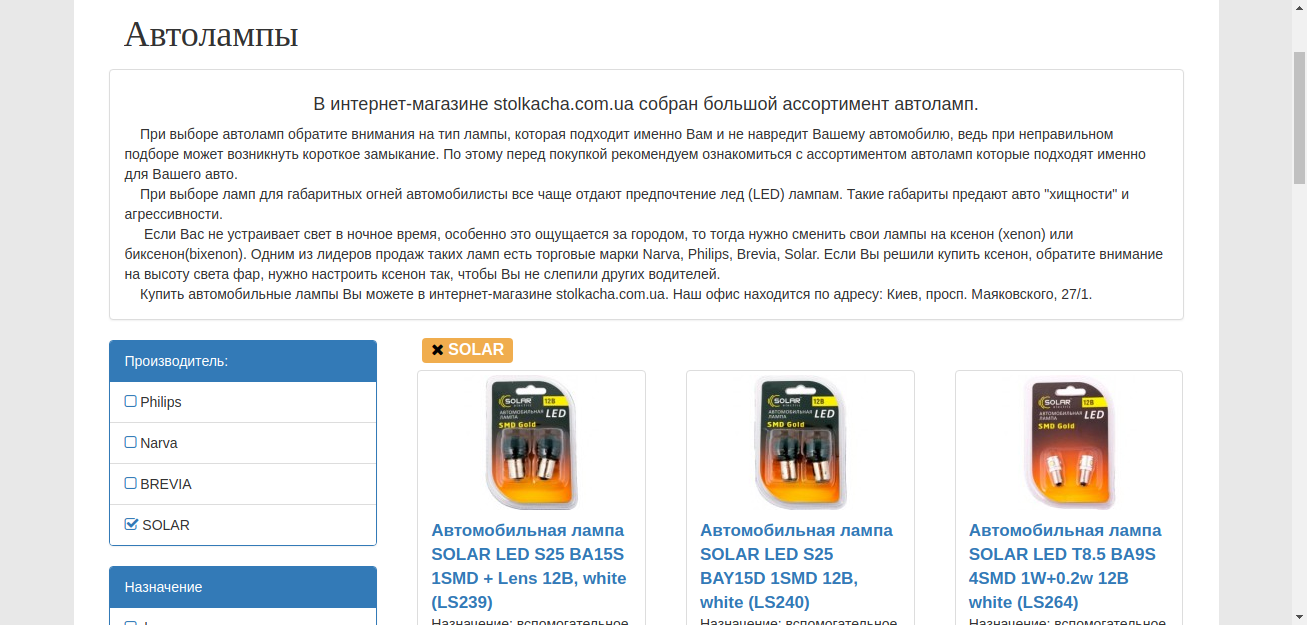 Автолампы
В интернет-магазине stolkacha.com.ua собран большой ассортимент автоламп.
При выборе автоламп обратите внимания на тип лампы, которая подходит именно Вам и не навредит Вашему автомобилю, ведь при неправильном
подборе может возникнуть короткое замыкание. По этому перед покупкой рекомендуем ознакомиться с ассортиментом автоламп которые подходят именно
для Вашего авто.
При выборе ламп для габаритных огней автомобилисты все чаще отдают предпочтение лед (LED) лампам. Такие габариты предают авто "хищности" и
агрессивности.
Если Вас не устраивает свет в ночное время, особенно это ощущается за городом, то тогда нужно сменить свои лампы на ксенон (xenon) или
биксенон(bixenon). Одним из лидеров продаж таких ламп есть торговые марки Narva, Philips, Brevia, Solar. Если Вы решили купить ксенон, обратите внимание
на высоту света фар, нужно настроить ксенон так, чтобы Вы не слепили других водителей.
Купить автомобильные лампы Вы можете в интернет-магазине stolkacha.com.ua. Наш офис находится по адресу: Киев, просп. Маяковского, 27/1.
Производитель:
Philips
Narva
BREVIA
SOLAR
Назначение
SOLAR
SOLAR 12В
АВТОМОБИЛЬНАЯ
ЛАМПА LED
SMD Gold
Автомобильная лампа
SOLAR LED S25 BA15S
1SMD + Lens 12В, white
(LS239)
Назначение: вспомогательное
SOLAR 12В
АВТОМОБИЛЬНАЯ
ЛАМПА LED
SMD Gold
Автомобильная лампа
SOLAR LED S25
BAY15D 1SMD 12В,
white (LS240)
Назначение: вспомогательное
SOLAR 12В
АВТОМОБИЛЬНАЯ
ЛАМПА LED
SMD Gold
Автомобильная лампа
SOLAR LED T8.5 BA9S
4SMD 1W+0.2w 12В
white (LS264)
Назначение: вспомогательное